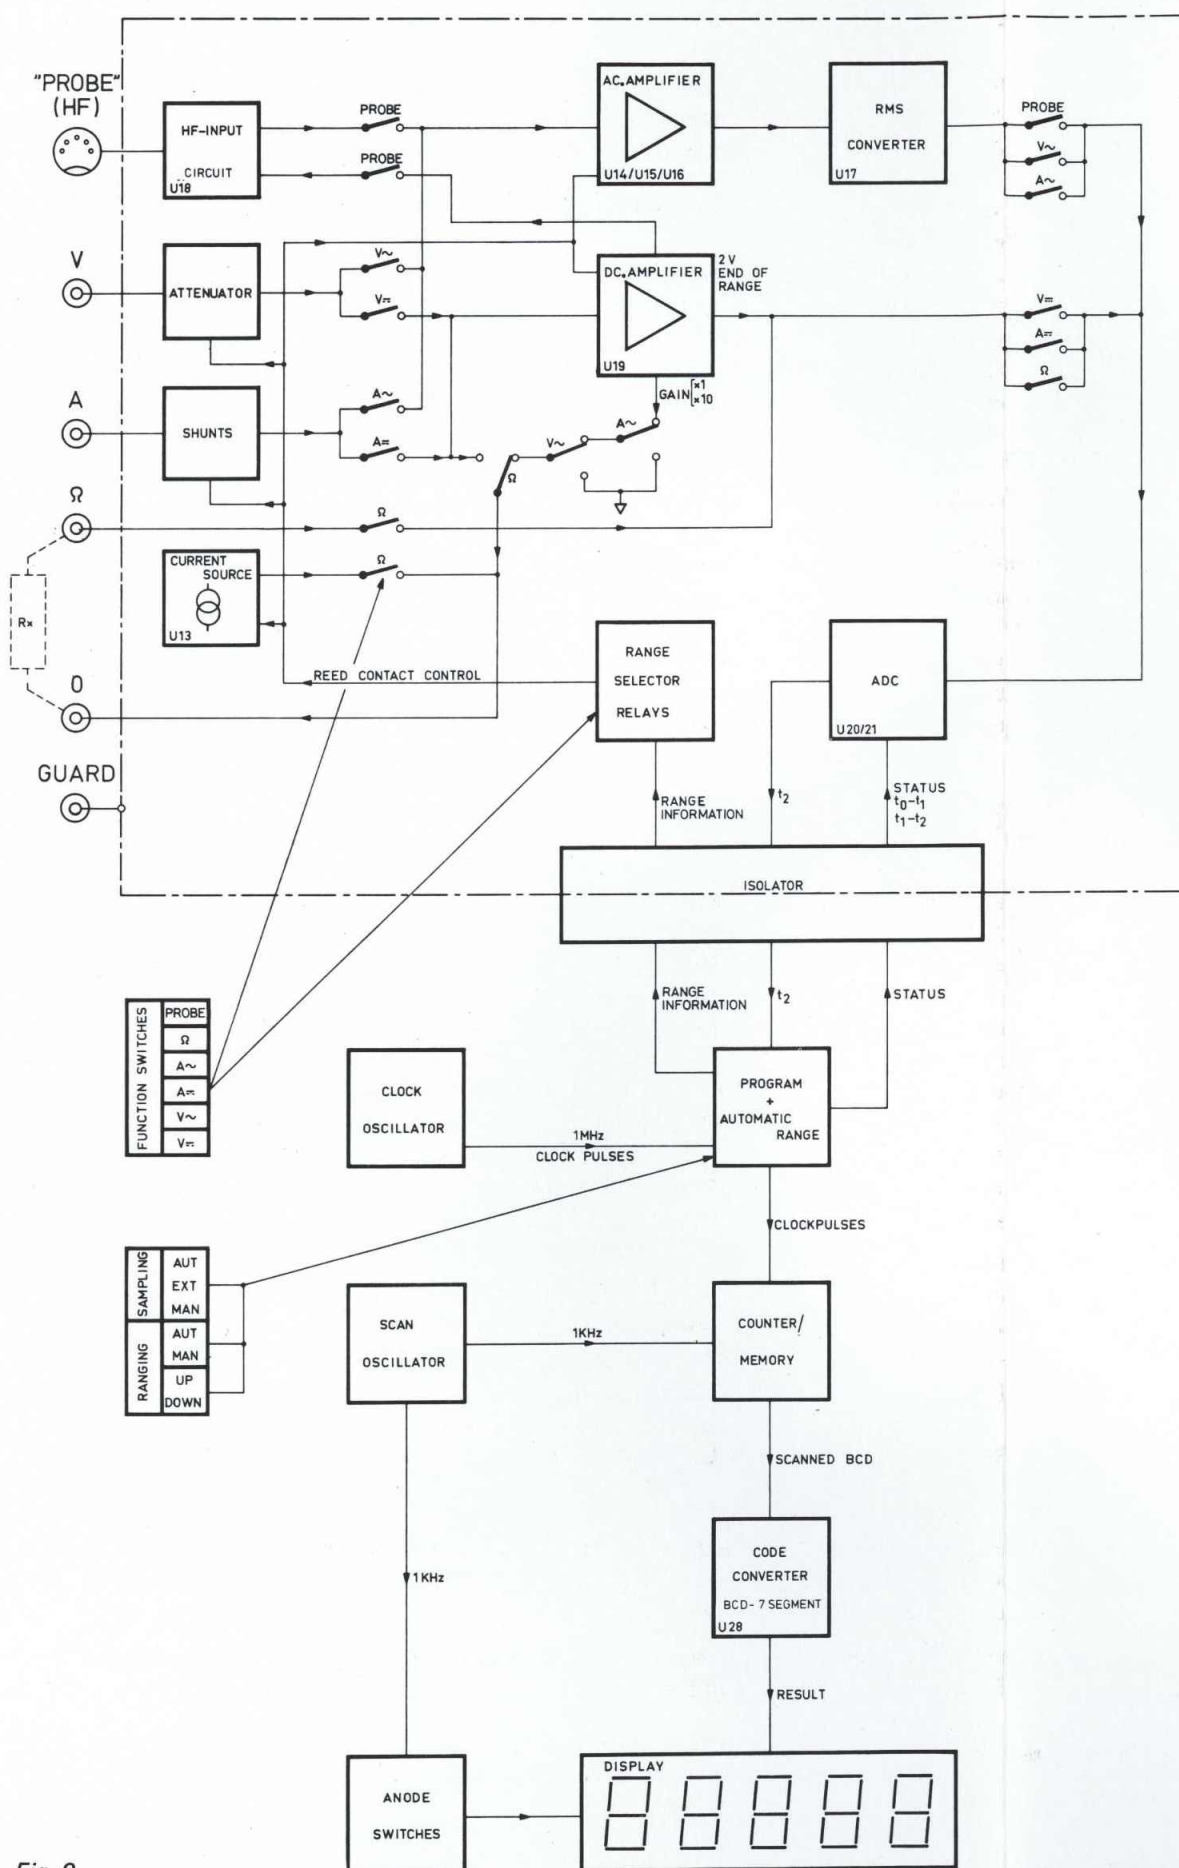 "PROBE"
(HF)
HF-INPUT
CIRCUIT
U18
PROBE
PROBE
AC.AMPLIFIER
U14/U15/U16
RMS
CONVERTER
U17
PROBE
V~
A~
V
ATTENUATOR
V~
V⎓
DC.AMPLIFIER
U19
2 V
END OF
RANGE
V⎓
A⎓
Ω
GAIN
x1
x10
A
SHUNTS
A~
A⎓
Ω
V~
A~
Ω
Ω
CURRENT
SOURCE
U13
Ω
Rx
REED CONTACT CONTROL
RANGE
SELECTOR
RELAYS
ADC
U20/21
0
GUARD
RANGE
INFORMATION
t2
STATUS
t0-t1
t1-t2
ISOLATOR
RANGE
INFORMATION
t2
STATUS
FUNCTION SWITCHES
PROBE
Ω
A~
A⎓
V~
V⎓
CLOCK
OSCILLATOR
1MHz
CLOCK PULSES
PROGRAM
+
AUTOMATIC
RANGE
CLOCKPULSES
SAMPLING
AUT
EXT
MAN
RANGING
AUT
MAN
UP
DOWN
SCAN
OSCILLATOR
1KHz
COUNTER/
MEMORY
SCANNED BCD
CODE
CONVERTER
BCD-7 SEGMENT
U28
1KHz
RESULT
ANODE
SWITCHES
DISPLAY